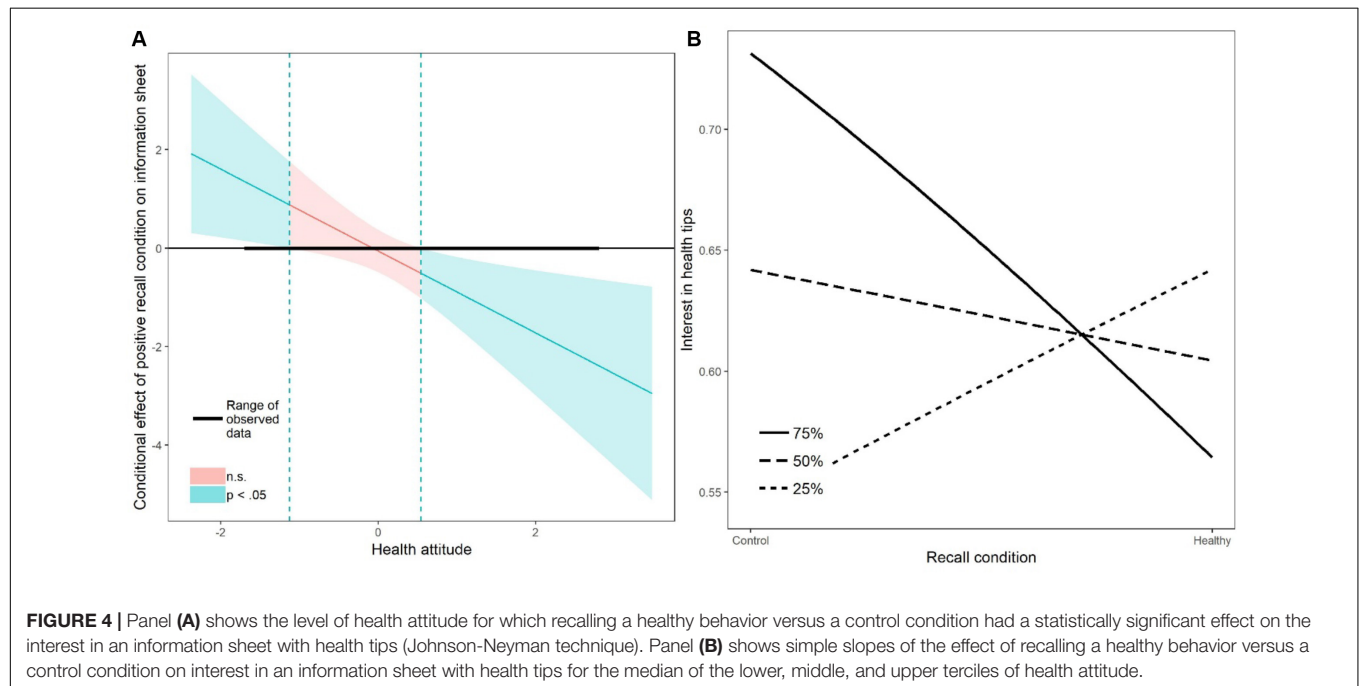 A
Conditional effect of positive recall condition on information sheet
2
0
-2
-4
Range of
observed
data
n.s.
p < .05
-2
0
2
Health attitude
B
Interest in health tips
0.70
0.65
0.60
0.55
75%
50%
25%
Control
Healthy
Recall condition
FIGURE 4 | Panel (A) shows the level of health attitude for which recalling a healthy behavior versus a control condition had a statistically significant effect on the
interest in an information sheet with health tips (Johnson-Neyman technique). Panel (B) shows simple slopes of the effect of recalling a healthy behavior versus a
control condition on interest in an information sheet with health tips for the median of the lower, middle, and upper terciles of health attitude.